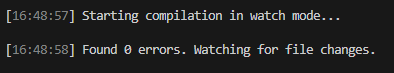 [16:48:57] Starting compilation in watch mode...
[16:48:58] Found 0 errors. Watching for file changes.